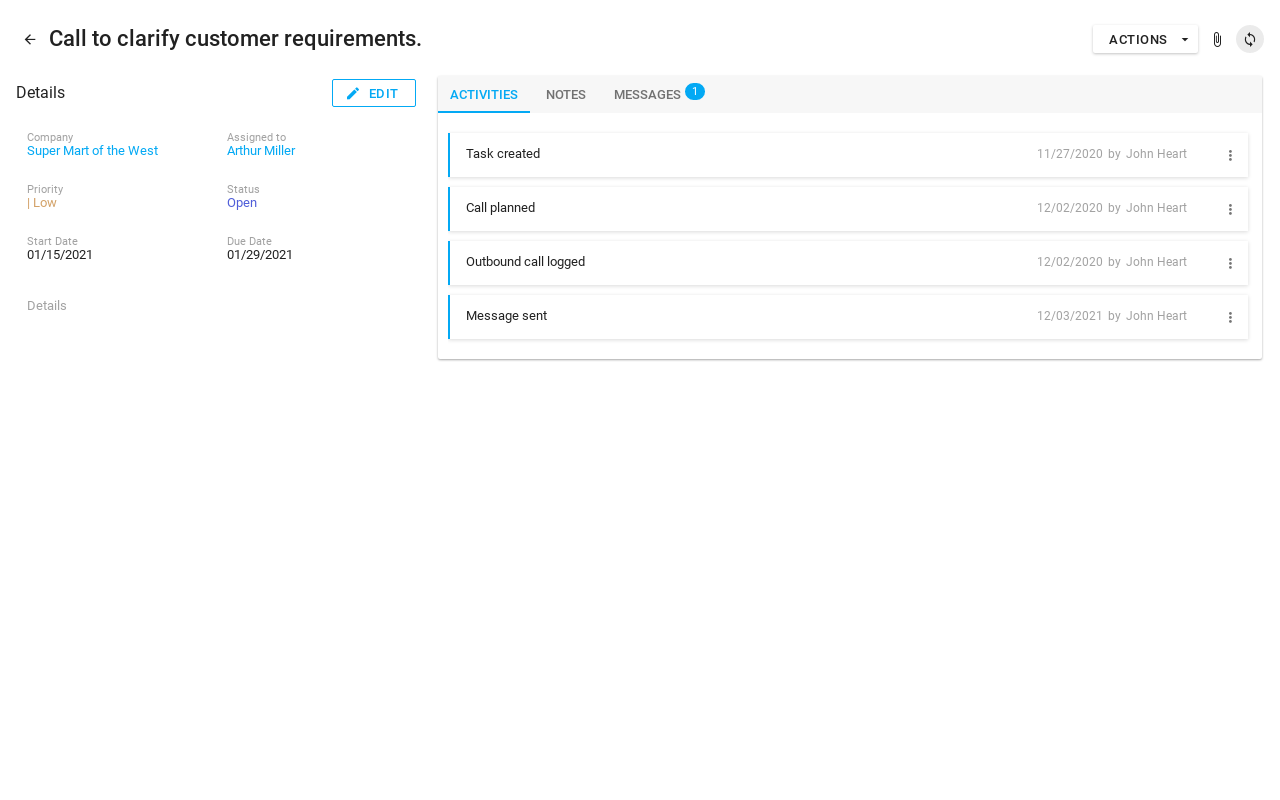 Call to clarify customer requirements.
ACTIONS
Details
EDIT
Company
Super Mart of the West
Assigned to
Arthur Miller
Priority
| Low
Status
Open
Start Date
01/15/2021
Due Date
01/29/2021
Details
ACTIVITIES NOTES MESSAGES 1
Task created 11/27/2020 by John Heart
Call planned 12/02/2020 by John Heart
Outbound call logged 12/02/2020 by John Heart
Message sent 12/03/2021 by John Heart